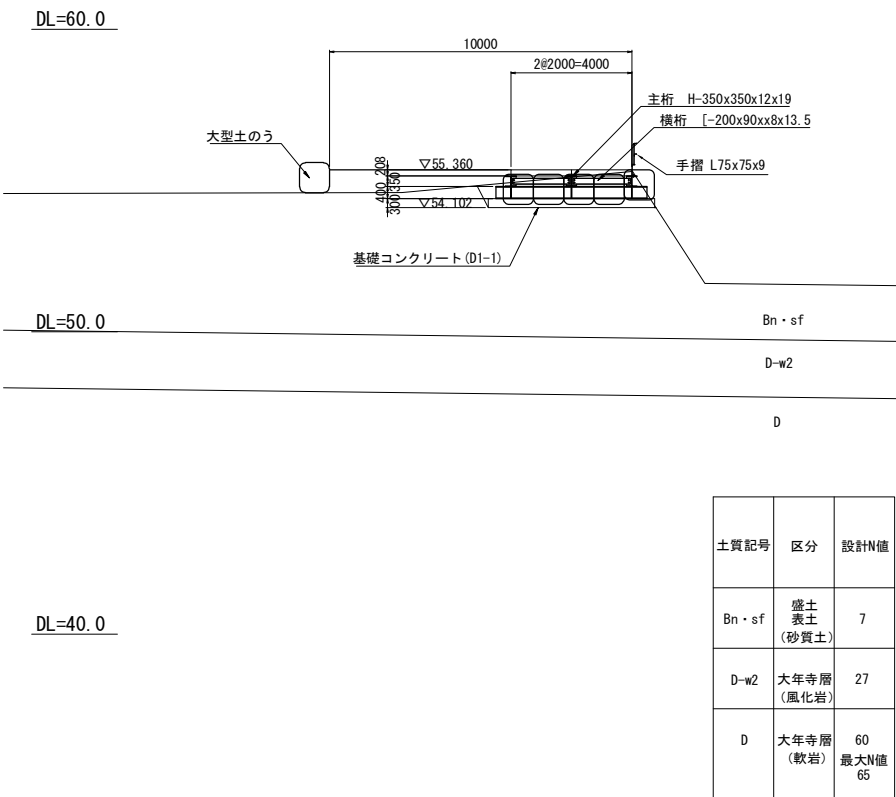 DL=60.0
10000
2@2000=4000
主桁 H-350x350x12x19
横桁 [-200x90xx8x13.5
大型土のう
手摺 L75x75x9
▽55.360
208
350
400
300
▽54.102
基礎コンクリート(D1-1)
DL=50.0
Bn・sf
D-w2
D
土質記号 区分 設計N値
Bn・sf 盛土 表土 (砂質土) 7
D-w2 大年寺層 (風化岩) 27
D 大年寺層 (軟岩) 60 最大N値 65
DL=40.0